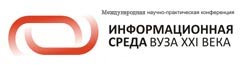 Международная научно-практическая конференция
ИНФОРМАЦИОННАЯ
СРЕДА ВУЗА XXI ВЕКА